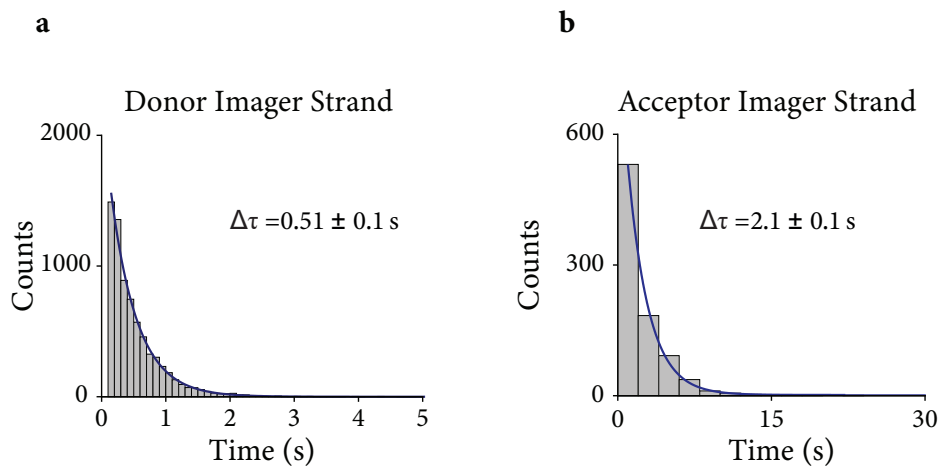 a
Donor Imager Strand
2000
1000
0
Counts
Δτ =0.51 ± 0.1 s
0 1 2 3 4 5
Time (s)
b
Acceptor Imager Strand
600
300
0
Counts
Δτ =2.1 ± 0.1 s
0 15 30
Time (s)